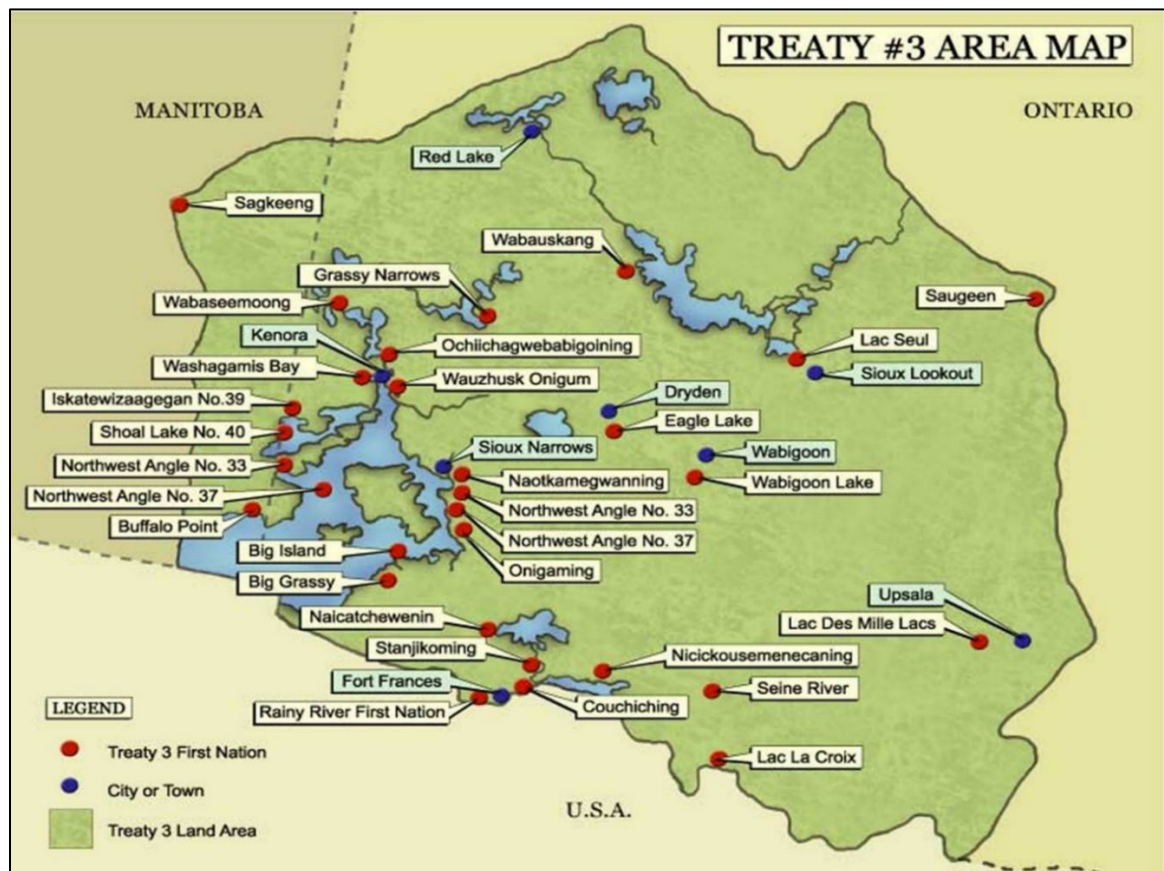 TREATY #3 AREA MAP
MANITOBA
ONTARIO
Red Lake
Sagkeeng
Wabauskang
Grassy Narrows
Wabaseemoong
Saugeen
Kenora
Ochiichagwebabigoining
Lac Seul
Washagamis Bay
Wauzhusk Onigum
Sioux Lookout
Iskatewizaagegan No.39
Dryden
Eagle Lake
Shoal Lake No. 40
Sioux Narrows
Wabigoon
Northwest Angle No. 33
Naotkamegwanning
Wabigoon Lake
Northwest Angle No. 37
Northwest Angle No. 33
Buffalo Point
Northwest Angle No. 37
Big Island
Onigaming
Big Grassy
Upsala
Naicatchewenin
Lac Des Mille Lacs
Stanjikoming
Nicickousemenecaning
Fort Frances
Seine River
Rainy River First Nation
Couchiching
LEGEND
Treaty 3 First Nation
Lac La Croix
City or Town
U.S.A.
Treaty 3 Land Area